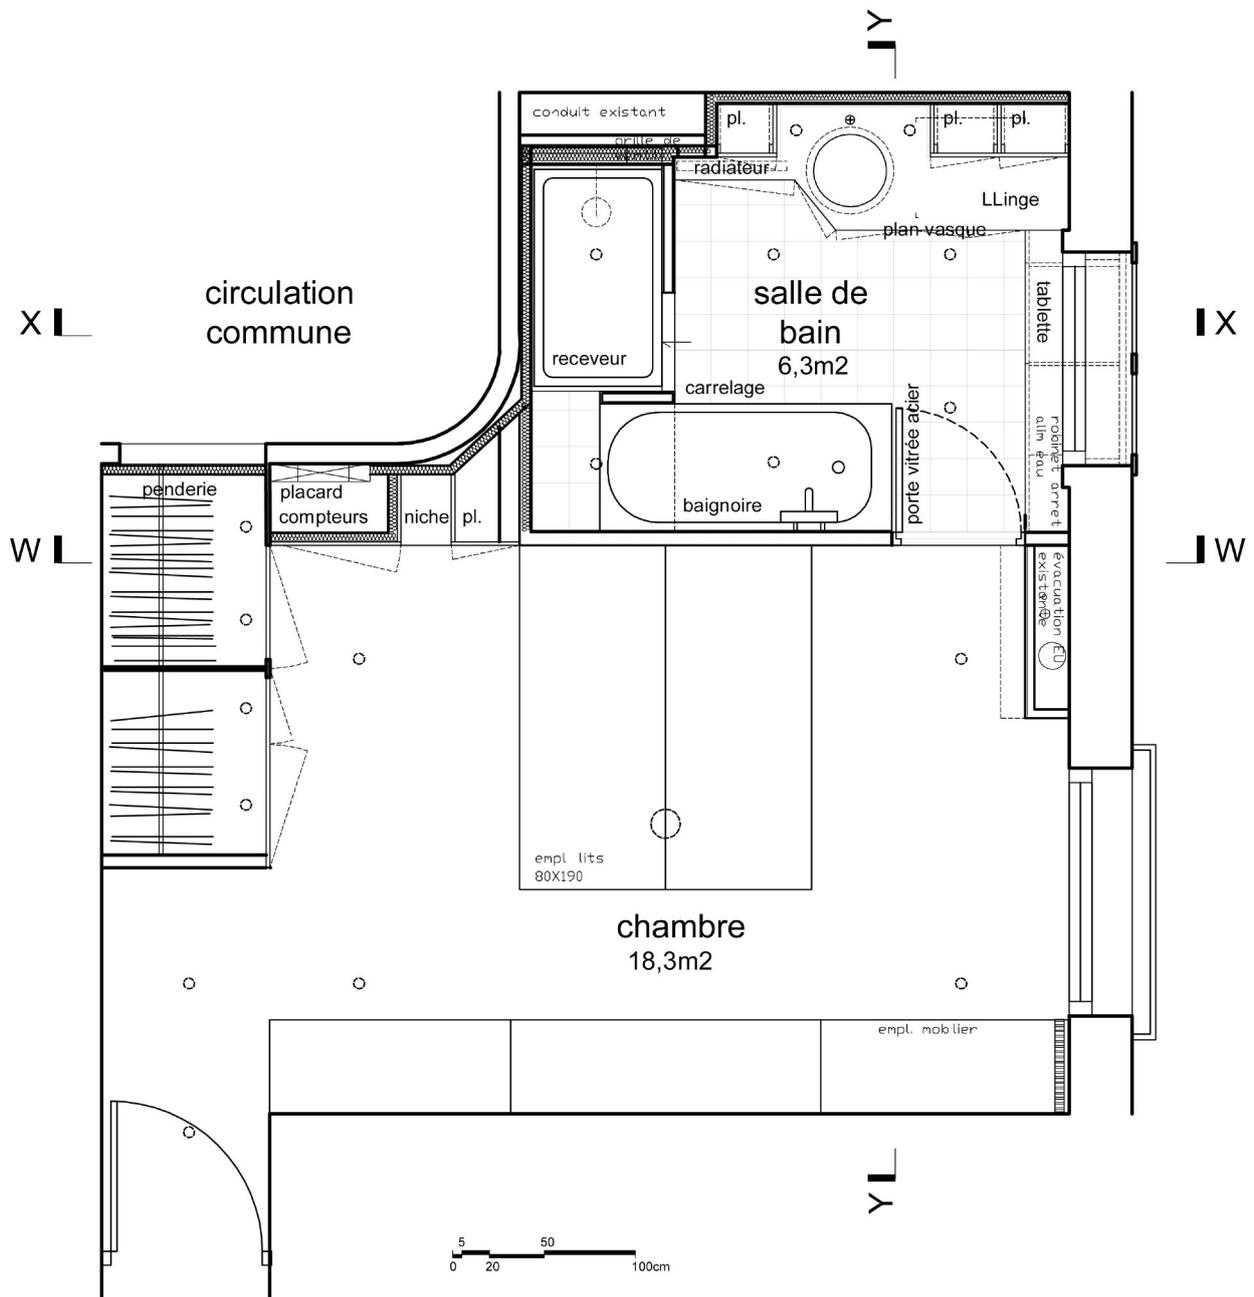 Y
conduit existant
grille de
pl.
pl.
pl.
radiateur
LLinge
plan vasque
circulation
commune
salle de
bain
6,3m2
tablette
X
X
receveur
carrelage
porte vitrée acier
robinet arret
alim eau
penderie
placard
compteurs
niche
pl.
baignoire
W
W
évacuation EU
existante
empl lits
80X190
chambre
18,3m2
empl. mob lier
Y
5
50
0
20
100cm